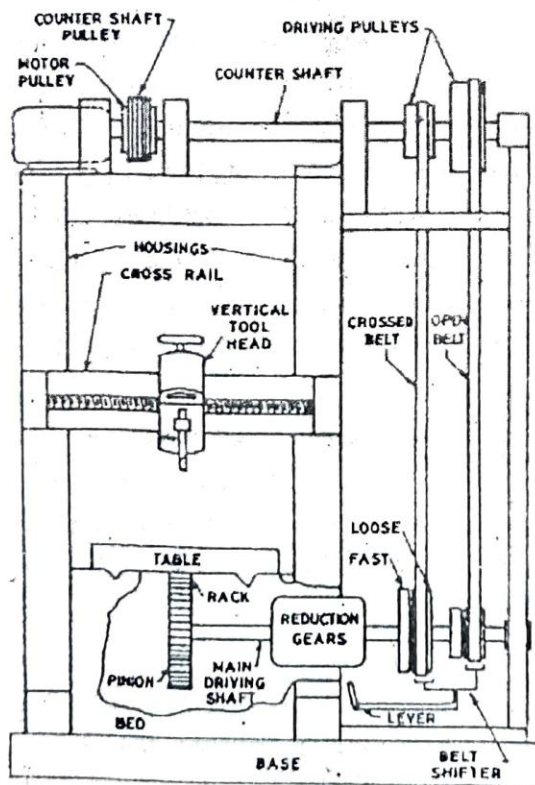 COUNTER SHAFT
PULLEY
MOTOR
PULLEY
COUNTER SHAFT
DRIVING PULLEYS
HOUSINGS
CROSS RAIL
VERTICAL
TOOL
HEAD
CROSSED
BELT
OPEN
BELT
LOOSE
FAST
TABLE
RACK
REDUCTION
GEARS
PINION
MAIN
DRIVING
SHAFT
BED
LEVER
BASE
BELT
SHIFTER